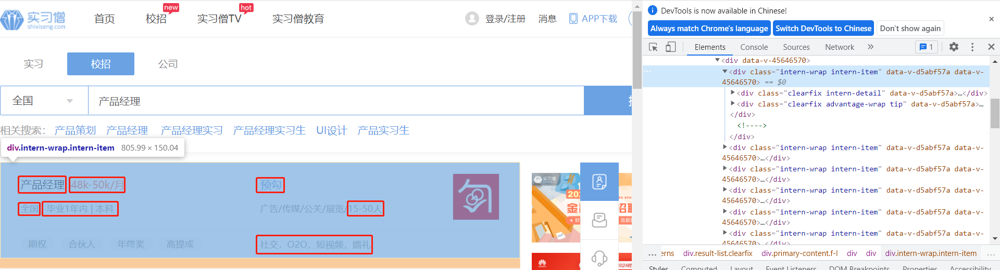 实习僧
shixiseng.com
首页
校招
new
实习僧TV
hot
实习僧教育
登录/注册
消息
APP下载
实习
校招
公司
全国
产品经理
相关搜索：
产品策划
产品经理
产品经理实习
产品经理实习生
UI设计
产品实习生
div.intern-wrap.intern-item 805.99 × 150.04
产品经理
48k-50k/月
预勾
全国
毕业1年内 | 本科
广告/传媒/公关/展览/15-50人
期权
合伙人
年终奖
高提成
社交，O2O，短视频，婚礼
实习僧
DevTools is now available in Chinese!
Always match Chrome's language
Switch DevTools to Chinese
Don't show again
Elements
Console
Sources
Network
1
<div data-v-45646570>
<div class="intern-wrap intern-item" data-v-d5abf57a data-v-
45646570> == $0
<div class="clearfix intern-detail" data-v-d5abf57a>…</div>
<div class="clearfix advantage-wrap tip" data-v-d5abf57a>…
</div>
<!---->
</div>
<div class="intern-wrap intern-item" data-v-d5abf57a data-v-
45646570>…</div>
<div class="intern-wrap intern-item" data-v-d5abf57a data-v-
45646570>…</div>
<div class="intern-wrap intern-item" data-v-d5abf57a data-v-
45646570>…</div>
<div class="intern-wrap intern-item" data-v-d5abf57a data-v-
45646570>…</div>
<div class="intern-wrap intern-item" data-v-d5abf57a data-v-
45646570>…</div>
… erns div.result-list.clearfix div.primary-content.f-l div div div.intern-wrap.intern-item …
Styles
Computed
Layout
Event Listeners
DOM Breakpoints
Properties
Accessibility